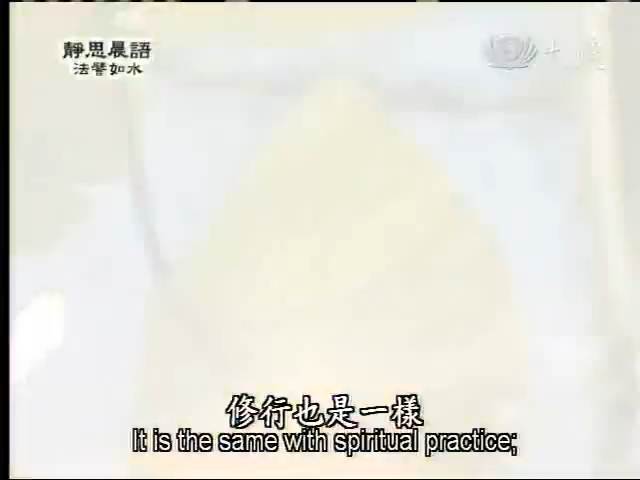 靜思晨語
法譬如水
修行也是一樣
It is the same with spiritual practice;